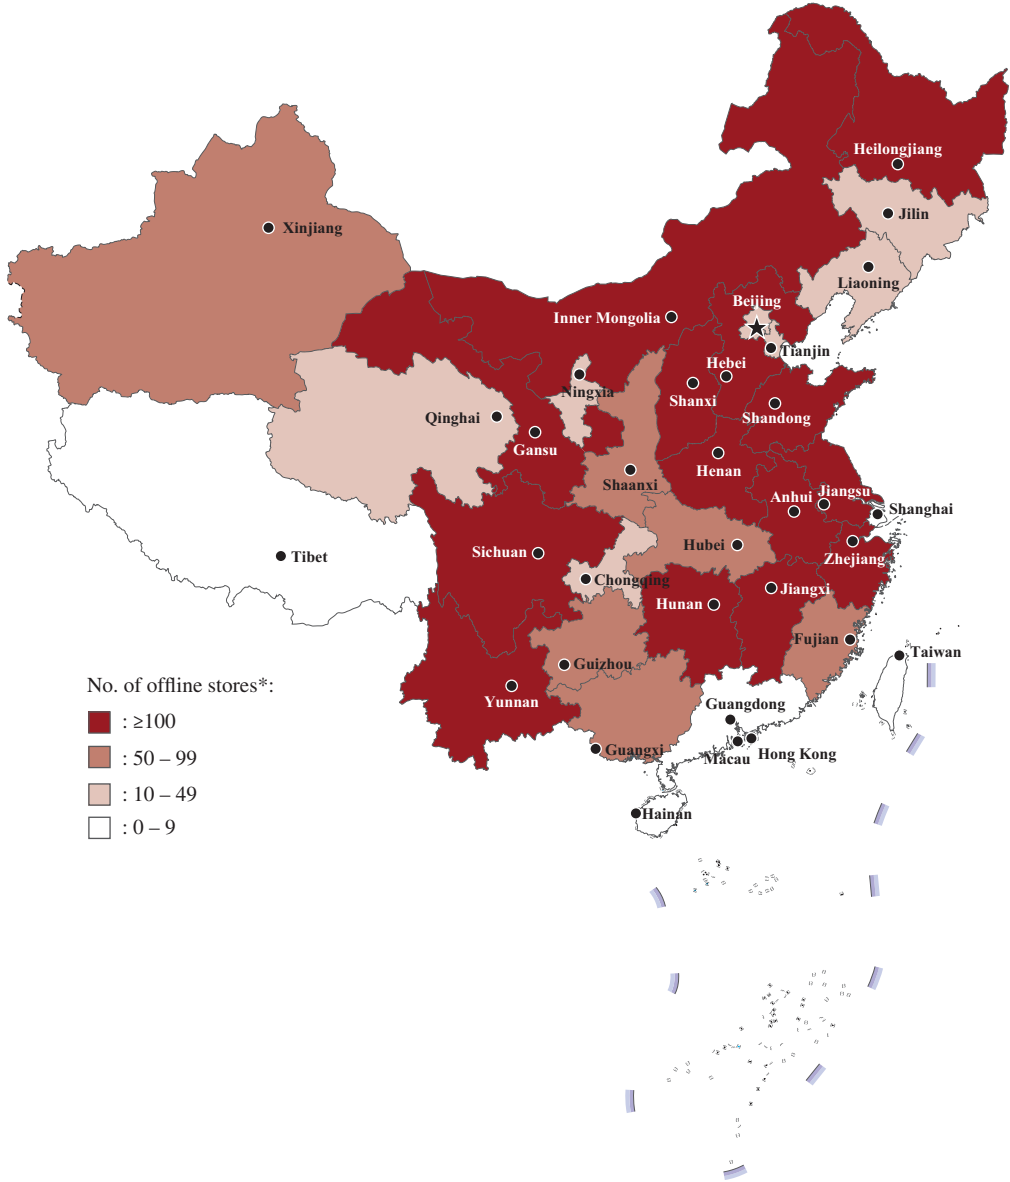 Heilongjiang
Jilin
Xinjiang
Liaoning
Beijing
Inner Mongolia
Tianjin
Hebei
Ningxia
Shanxi
Shandong
Qinghai
Gansu
Henan
Shaanxi
Anhui
Jiangsu
Shanghai
Hubei
Sichuan
Tibet
Zhejiang
Chongqing
Jiangxi
Hunan
Fujian
Taiwan
Guizhou
No. of offline stores*:
Yunnan
Guangdong
: ≥100
Guangxi
Macau
Hong Kong
: 50 – 99
: 10 – 49
Hainan
: 0 – 9